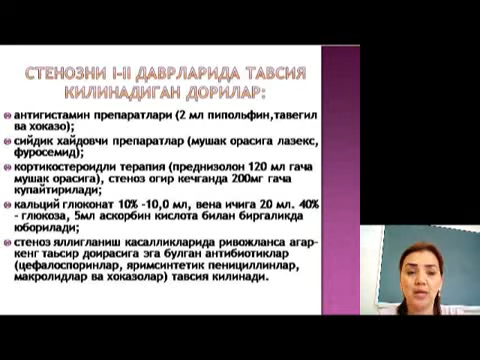 СТЕНОЗНИ I-II ДАВРЛАРИДА ТАВСИЯ
КИЛИНАДИГАН ДОРИЛАР:
антигистамин препаратлари (2 мл пипольфин,тавегил
ва хоказо);
сийдик хайдовчи препаратлар (мушак орасига лазекс,
фуросемид);
кортикостероидли терапия (преднизолон 120 мл гача
мушак орасига), стеноз огир кечганда 200мг гача
купайтирилади;
кальций глюконат 10% -10,0 мл, вена ичига 20 мл. 40%
- глюкоза, 5мл аскорбин кислота билан биргаликда
юборилади;
стеноз яллигланиш касалликларида ривожланса агар-
кенг таьсир доирасига эга булган антибиотиклар
(цефалоспоринлар, яримсинтетик пенициллинлар,
макролидлар ва хоказолар) тавсия килинади.